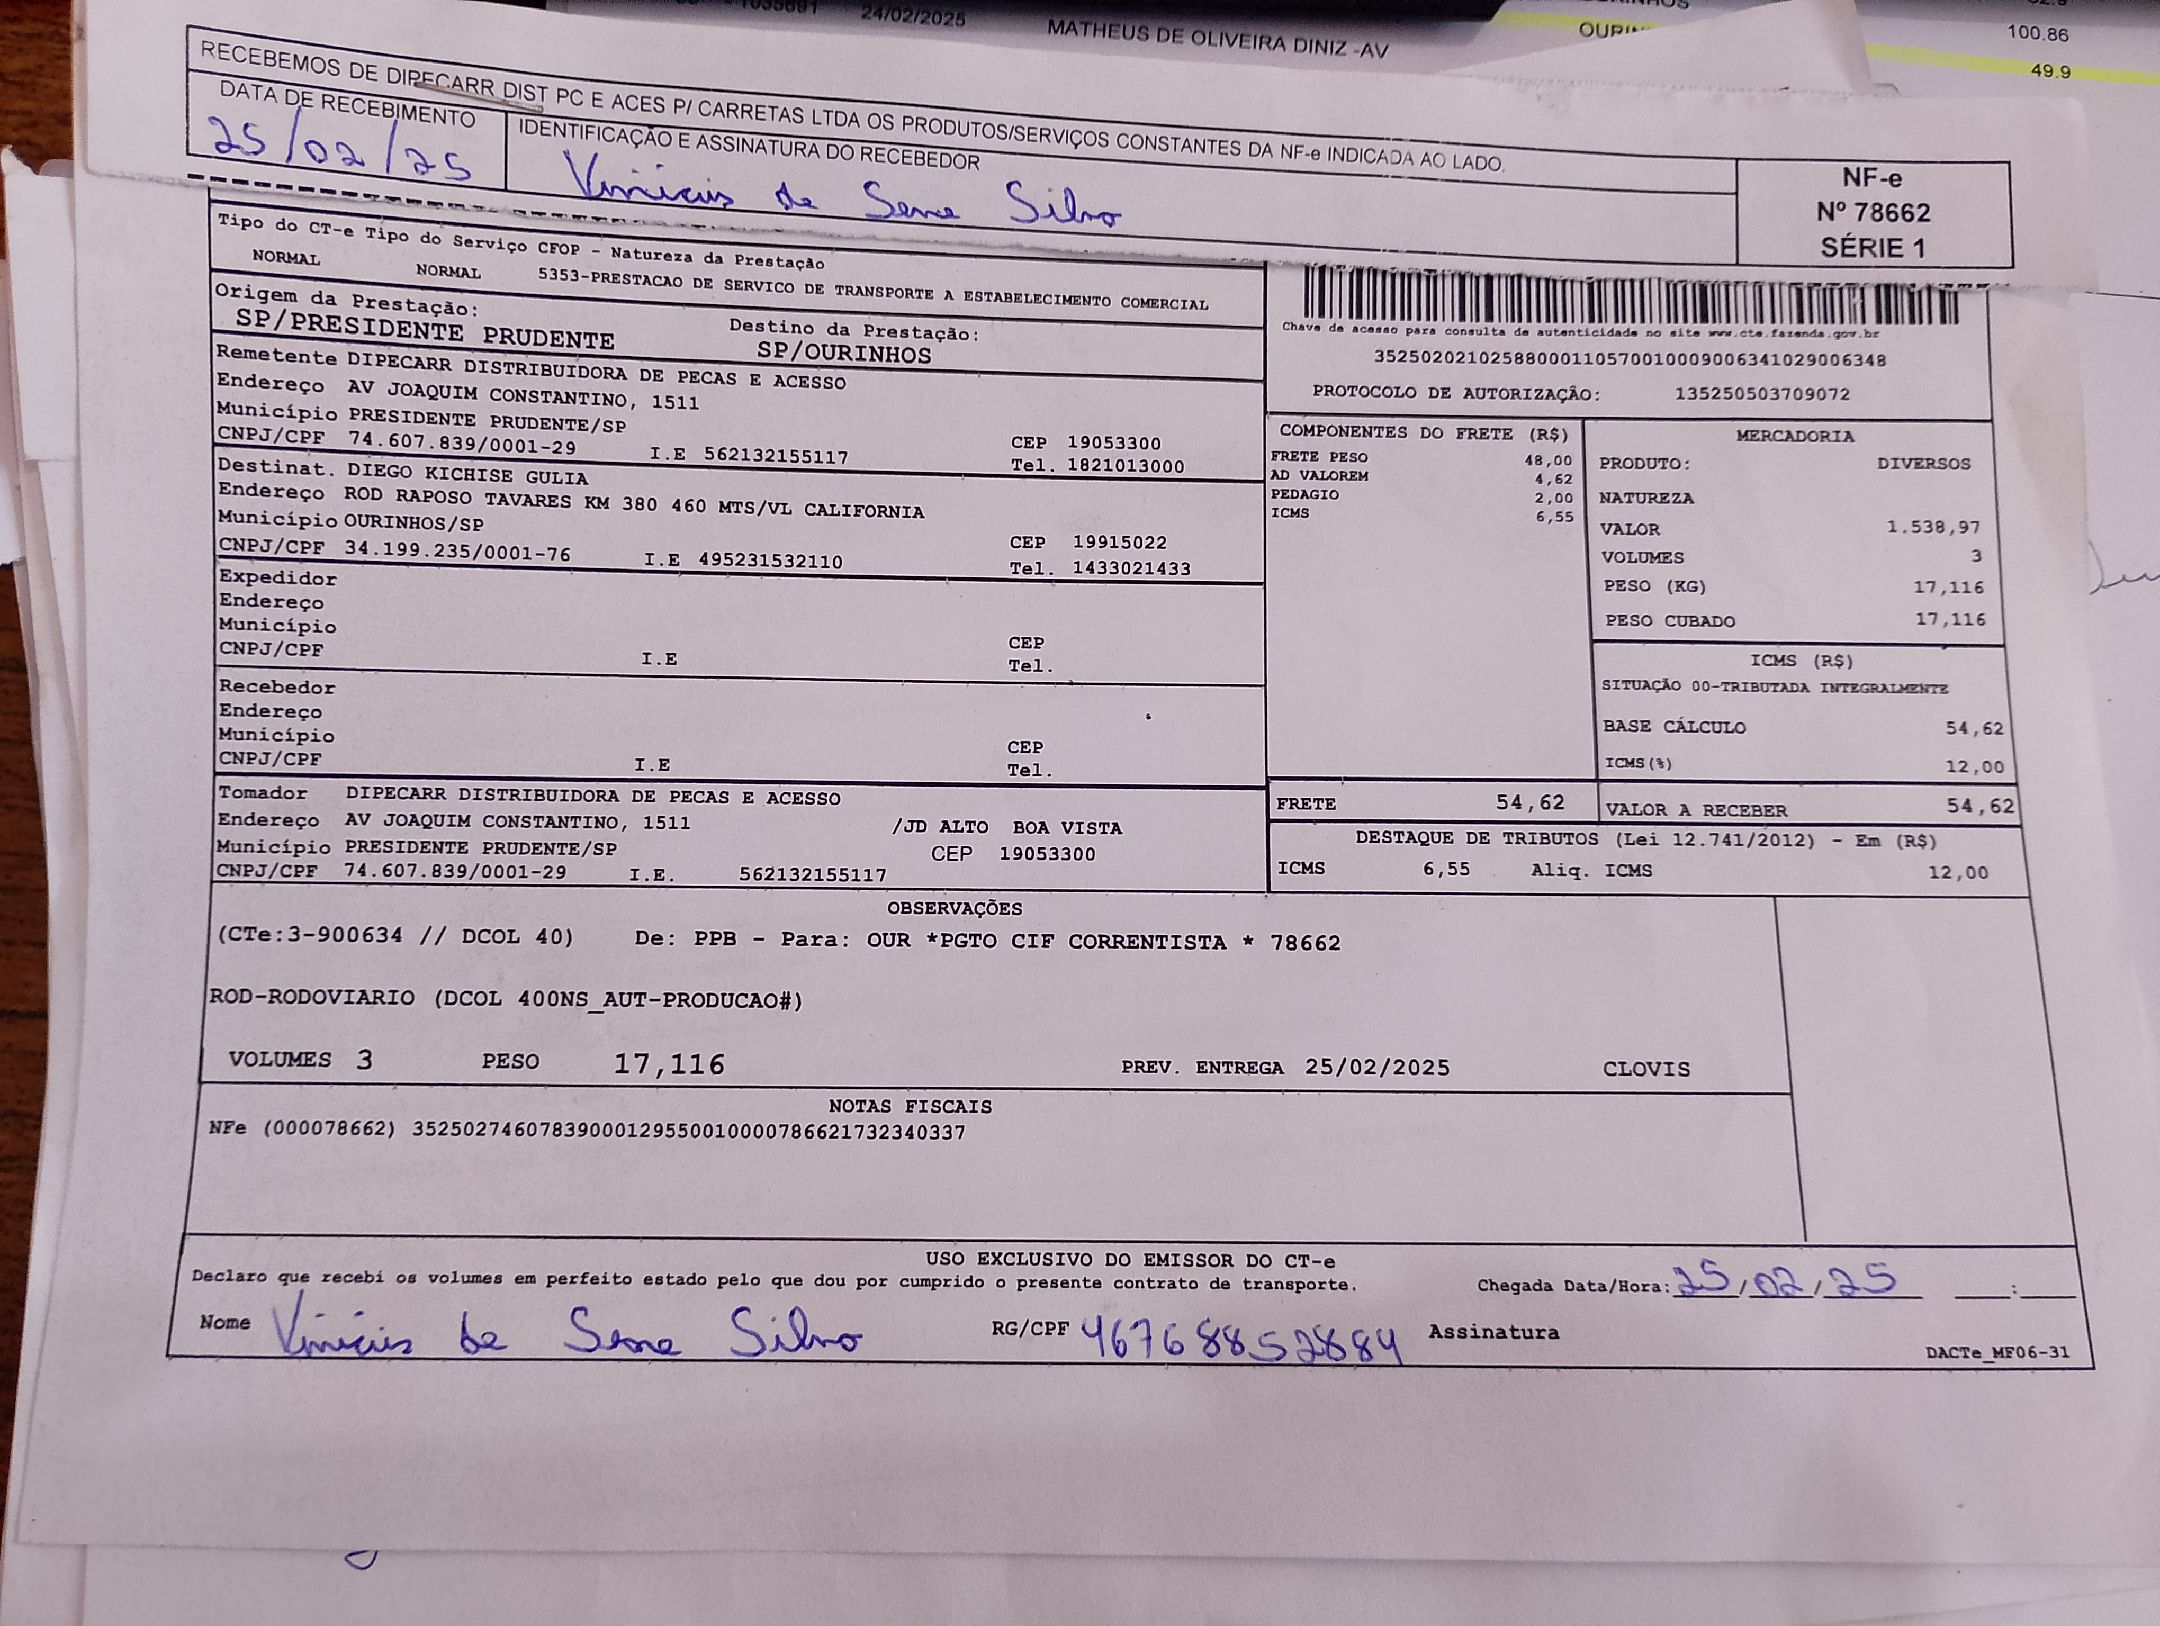 24/02/2025 MATHEUS DE OLIVEIRA DINIZ -AV
100.86
49.9
RECEBEMOS DE DIPECARR DIST PC E ACES P/ CARRETAS LTDA OS PRODUTOS/SERVIÇOS CONSTANTES DA NF-e INDICADA AO LADO.
DATA DE RECEBIMENTO IDENTIFICAÇÃO E ASSINATURA DO RECEBEDOR
25/02/25 Vinicius de Sene Silva
NF-e
Nº 78662
SÉRIE 1
Tipo do CT-e Tipo do Serviço CFOP - Natureza da Prestação
NORMAL NORMAL 5353-PRESTACAO DE SERVICO DE TRANSPORTE A ESTABELECIMENTO COMERCIAL
Origem da Prestação: Destino da Prestação:
SP/PRESIDENTE PRUDENTE SP/OURINHOS
Chave de acesso para consulta de autenticidade no site www.cte.fazenda.gov.br
35250202102588000110570010009006341029006348
PROTOCOLO DE AUTORIZAÇÃO: 135250503709072
Remetente DIPECARR DISTRIBUIDORA DE PECAS E ACESSO
Endereço AV JOAQUIM CONSTANTINO, 1511
Município PRESIDENTE PRUDENTE/SP CEP 19053300
CNPJ/CPF 74.607.839/0001-29 I.E 562132155117 Tel. 1821013000
Destinat. DIEGO KICHISE GULIA
Endereço ROD RAPOSO TAVARES KM 380 460 MTS/VL CALIFORNIA
Município OURINHOS/SP CEP 19915022
CNPJ/CPF 34.199.235/0001-76 I.E 495231532110 Tel. 1433021433
Expedidor
Endereço
Município CEP
CNPJ/CPF I.E Tel.
Recebedor
Endereço
Município CEP
CNPJ/CPF I.E Tel.
Tomador DIPECARR DISTRIBUIDORA DE PECAS E ACESSO
Endereço AV JOAQUIM CONSTANTINO, 1511 /JD ALTO BOA VISTA
Município PRESIDENTE PRUDENTE/SP CEP 19053300
CNPJ/CPF 74.607.839/0001-29 I.E. 562132155117
COMPONENTES DO FRETE (R$)
FRETE PESO 48,00
AD VALOREM 4,62
PEDAGIO 2,00
ICMS 6,55
MERCADORIA
PRODUTO: DIVERSOS
NATUREZA
VALOR 1.538,97
VOLUMES 3
PESO (KG) 17,116
PESO CUBADO 17,116
ICMS (R$)
SITUAÇÃO 00-TRIBUTADA INTEGRALMENTE
BASE CÁLCULO 54,62
ICMS(%) 12,00
FRETE 54,62 VALOR A RECEBER 54,62
DESTAQUE DE TRIBUTOS (Lei 12.741/2012) - Em (R$)
ICMS 6,55 Aliq. ICMS 12,00
OBSERVAÇÕES
(CTe:3-900634 // DCOL 40) De: PPB - Para: OUR *PGTO CIF CORRENTISTA * 78662
ROD-RODOVIARIO (DCOL 400NS_AUT-PRODUCAO#)
VOLUMES 3 PESO 17,116 PREV. ENTREGA 25/02/2025 CLOVIS
NOTAS FISCAIS
NFe (000078662) 35250274607839000129550010000786621732340337
USO EXCLUSIVO DO EMISSOR DO CT-e
Declaro que recebi os volumes em perfeito estado pelo que dou por cumprido o presente contrato de transporte. Chegada Data/Hora: 25/02/25 __:__
Nome Vinicius de Sene Silva RG/CPF 46768852884 Assinatura
DACTe_MF06-31